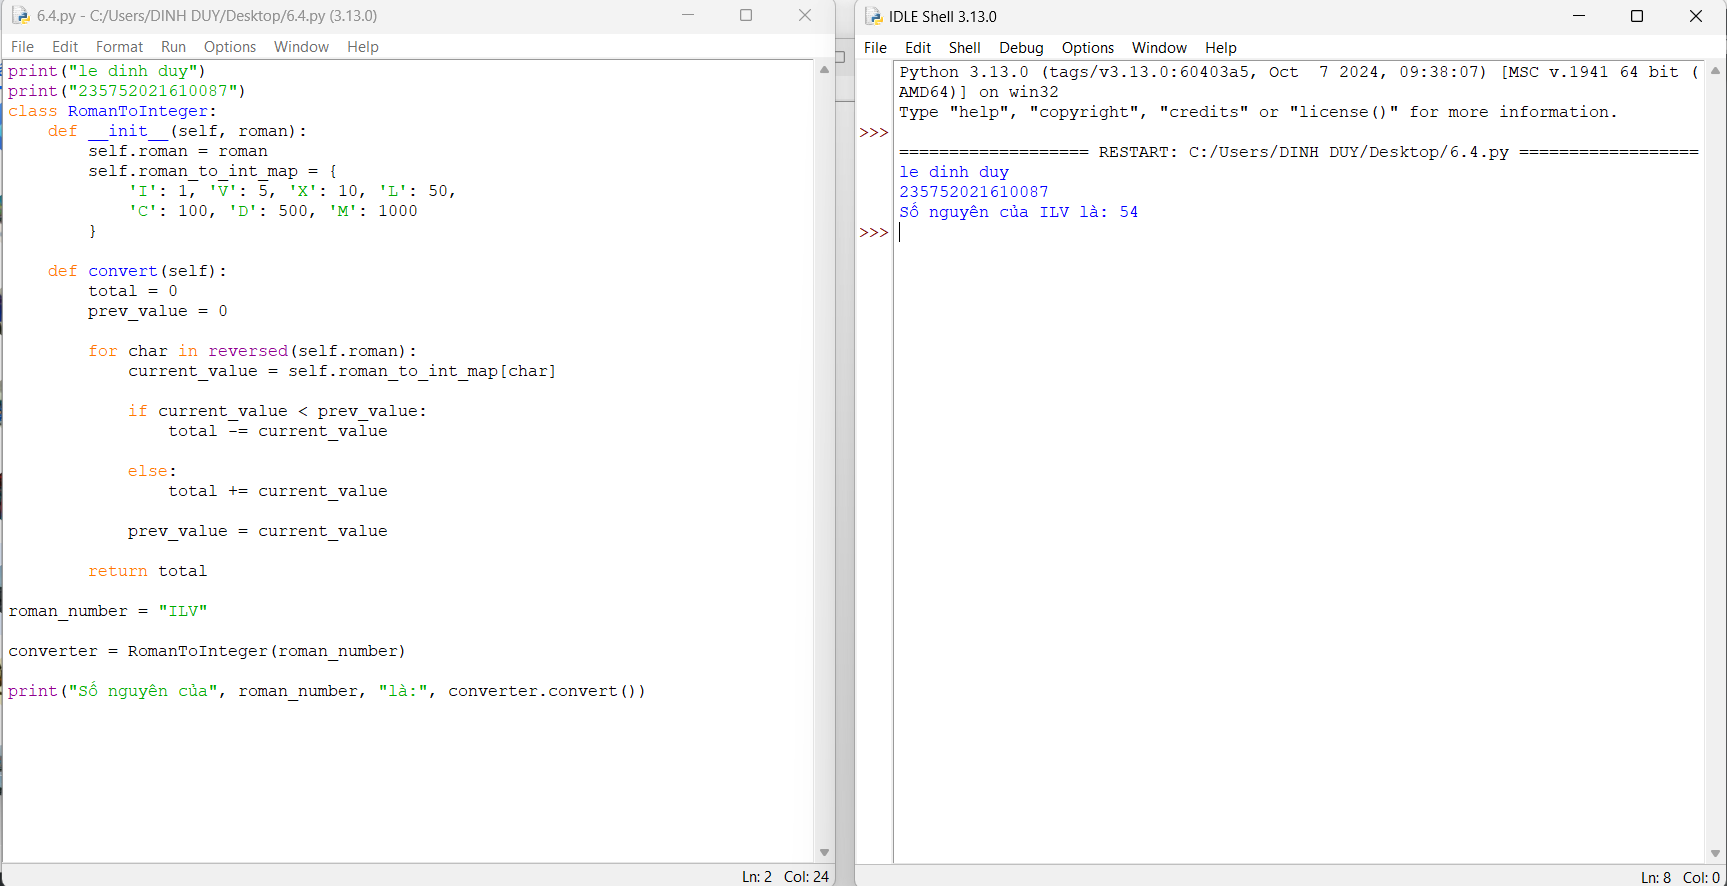 6.4.py - C:/Users/DINH DUY/Desktop/6.4.py (3.13.0)
File Edit Format Run Options Window Help
print("le dinh duy")
print("235752021610087")
class RomanToInteger:
    def __init__(self, roman):
        self.roman = roman
        self.roman_to_int_map = {
            'I': 1, 'V': 5, 'X': 10, 'L': 50,
            'C': 100, 'D': 500, 'M': 1000
        }
    def convert(self):
        total = 0
        prev_value = 0
        for char in reversed(self.roman):
            current_value = self.roman_to_int_map[char]
            if current_value < prev_value:
                total -= current_value
            else:
                total += current_value
            prev_value = current_value
        return total
roman_number = "ILV"
converter = RomanToInteger(roman_number)
print("Số nguyên của", roman_number, "là:", converter.convert())
Ln: 2 Col: 24
IDLE Shell 3.13.0
File Edit Shell Debug Options Window Help
Python 3.13.0 (tags/v3.13.0:60403a5, Oct  7 2024, 09:38:07) [MSC v.1941 64 bit (
AMD64)] on win32
Type "help", "copyright", "credits" or "license()" for more information.
>>>
=================== RESTART: C:/Users/DINH DUY/Desktop/6.4.py ==================
le dinh duy
235752021610087
Số nguyên của ILV là: 54
>>>
Ln: 8 Col: 0